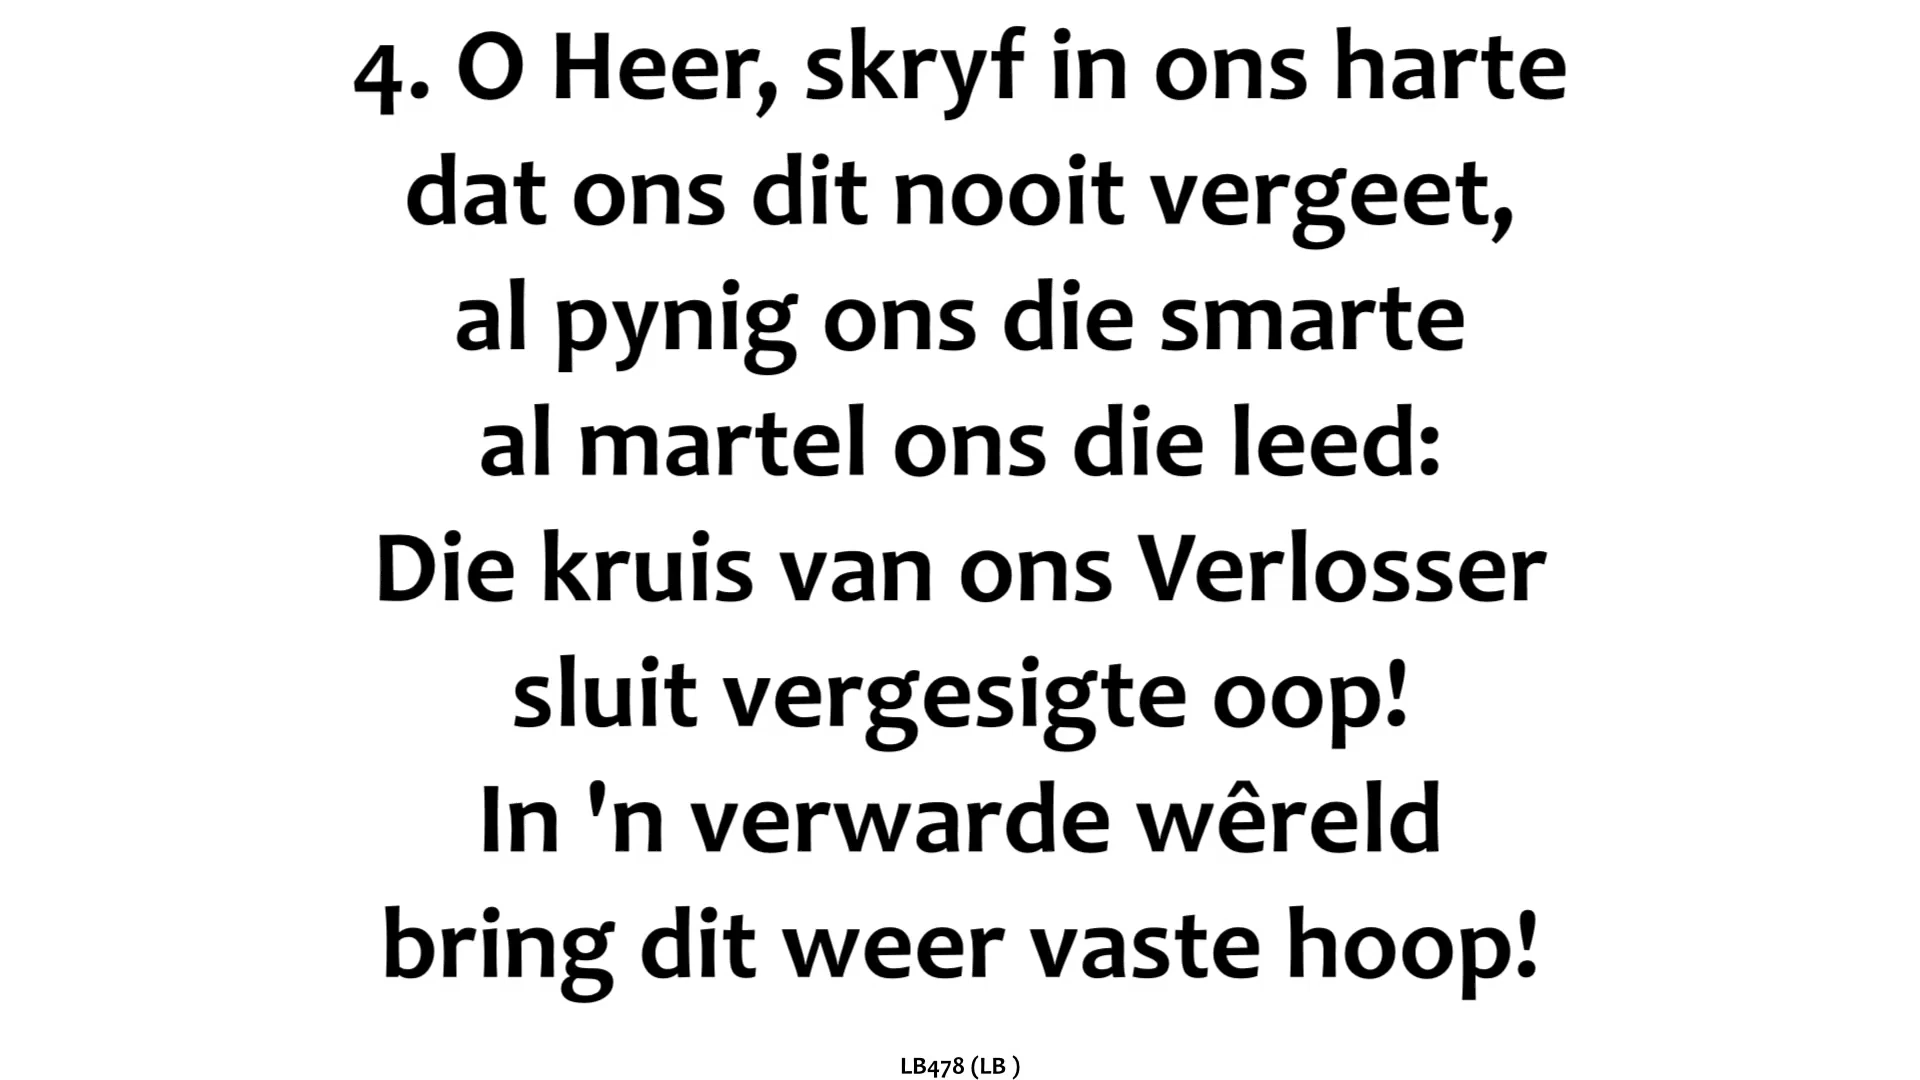 4. O Heer, skryf in ons harte
dat ons dit nooit vergeet,
al pynig ons die smarte
al martel ons die leed:
Die kruis van ons Verlosser
sluit vergesigte oop!
In 'n verwarde wêreld
bring dit weer vaste hoop!
LB478 (LB )